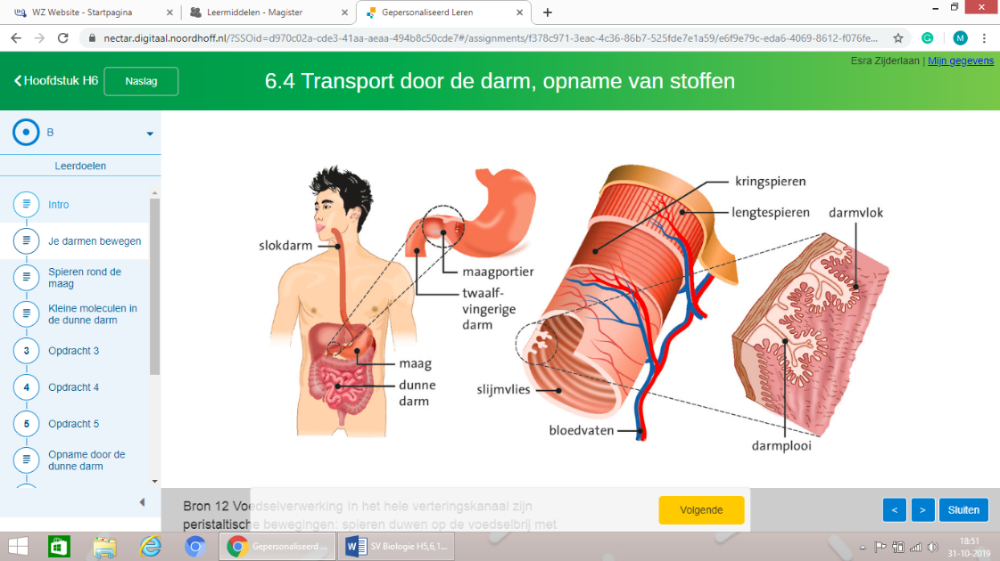 WZ Website - Startpagina
Leermiddelen - Magister
Gepersonaliseerd Leren
nectar.digitaal.noordhoff.nl/?SSOid=d970c02a-cde3-41aa-aeaa-494b8c50cde7#/assignments/f378c971-3eac-4c36-86b7-525fde7e1a59/e6f9e79c-eda6-4069-8612-f076fe...
M
Esra Zijderlaan | Mijn gegevens
Hoofdstuk H6
Naslag
6.4 Transport door de darm, opname van stoffen
B
Leerdoelen
Intro
Je darmen bewegen
Spieren rond de
maag
Kleine moleculen in
de dunne darm
3 Opdracht 3
4 Opdracht 4
5 Opdracht 5
Opname door de
dunne darm
slokdarm
maagportier
twaalf-
vingerige
darm
maag
dunne
darm
kringspieren
lengtespieren
darmvlok
slijmvlies
bloedvaten
darmplooi
Bron 12 Voedselverwerking In het hele verteringskanaal zijn
peristaltische bewegingen: spieren duwen op de voedselbrij met
Volgende
<
>
Sluiten
Gepersonaliseerd ...
SV Biologie H5,6,1...
18:51
31-10-2019